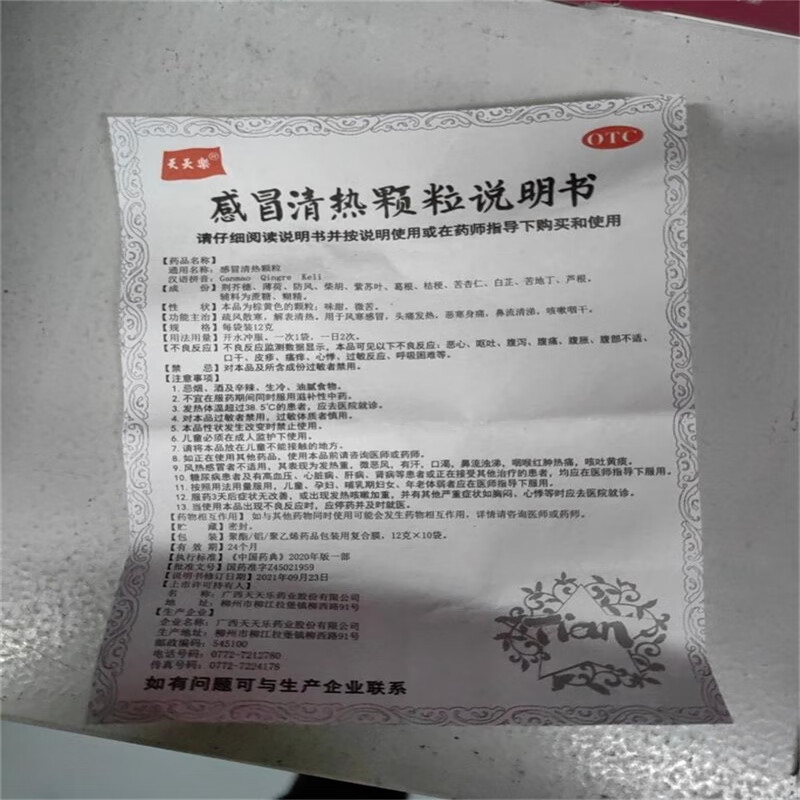 天天乐®
OTC
感冒清热颗粒说明书
请仔细阅读说明书并按说明使用或在药师指导下购买和使用
【药品名称】
通用名称：感冒清热颗粒
汉语拼音：Ganmao Qingre Keli
【成　份】荆芥穗、薄荷、防风、柴胡、紫苏叶、葛根、桔梗、苦杏仁、白芷、苦地丁、芦根。
辅料为蔗糖、糊精。
【性　状】本品为棕黄色的颗粒；味甜、微苦。
【功能主治】疏风散寒，解表清热。用于风寒感冒，头痛发热，恶寒身痛，鼻流清涕，咳嗽咽干。
【规　格】每袋装12克
【用法用量】开水冲服。一次1袋，一日2次。
【不良反应】不良反应监测数据显示，本品可见以下不良反应：恶心、呕吐、腹泻、腹痛、腹胀、腹部不适、
口干、皮疹、瘙痒、心悸、过敏反应、呼吸困难等。
【禁　忌】对本品及所含成份过敏者禁用。
【注意事项】
1. 忌烟、酒及辛辣、生冷、油腻食物。
2. 不宜在服药期间同时服用滋补性中药。
3. 发热体温超过38.5℃的患者，应去医院就诊。
4. 对本品过敏者禁用，过敏体质者慎用。
5. 本品性状发生改变时禁止使用。
6. 儿童必须在成人监护下使用。
7. 请将本品放在儿童不能接触的地方。
8. 如正在使用其他药品，使用本品前请咨询医师或药师。
9. 风热感冒者不适用，其表现为发热重，微恶风，有汗，口渴，鼻流浊涕，咽喉红肿热痛，咳吐黄痰。
10. 糖尿病患者及有高血压、心脏病、肝病、肾病等患者或正在接受其他治疗的患者，均应在医师指导下服用。
11. 按照用法用量服用，儿童、孕妇、哺乳期妇女、年老体弱者应在医师指导下服用。
12. 服药3天后症状无改善，或出现发热咳嗽加重，并有其他严重症状如胸闷、心悸等时应去医院就诊。
13. 当使用本品出现不良反应时，应停药并及时就医。
【药物相互作用】如与其他药物同时使用可能会发生药物相互作用，详情请咨询医师或药师。
【贮　藏】密封。
【包　装】聚酯/铝/聚乙烯药品包装用复合膜，12克×10袋。
【有 效 期】24个月
【执行标准】《中国药典》2020年版一部
【批准文号】国药准字Z45021959
【说明书修订日期】2021年09月23日
【上市许可持有人】
名　称：广西天天乐药业股份有限公司
地　址：柳州市柳江拉堡镇柳西路91号
【生产企业】
企业名称：广西天天乐药业股份有限公司
生产地址：柳州市柳江拉堡镇柳西路91号
邮政编码：545100
电话号码：0772-7212780
传真号码：0772-7224178
如有问题可与生产企业联系
Tian